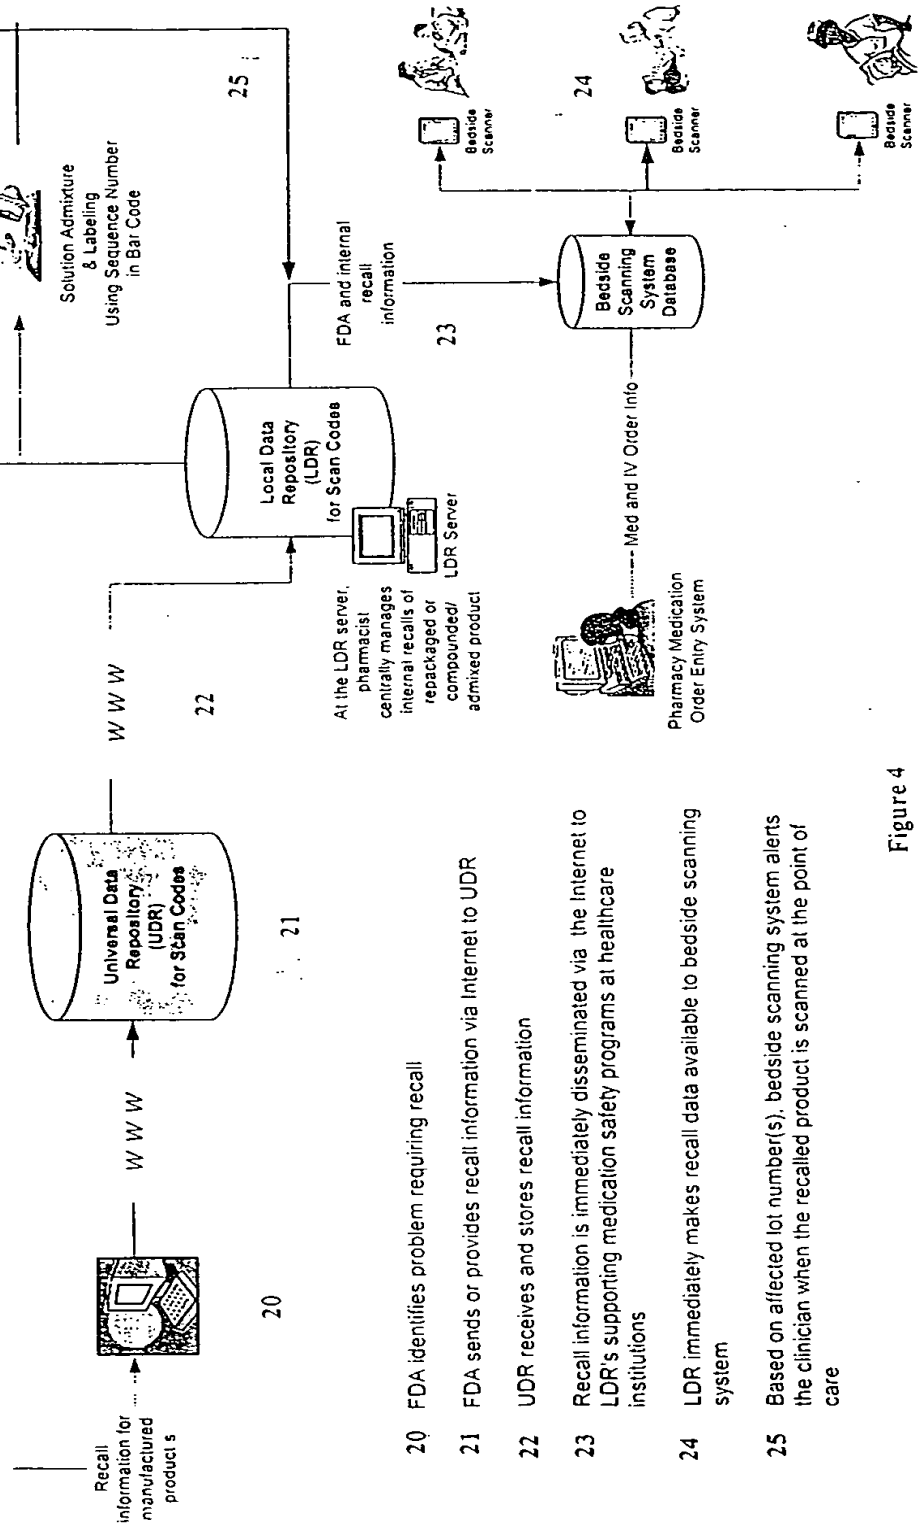 Solution Admixture
& Labeling
Using Sequence Number
in Bar Code
25
Recall
information for
manufactured
products
20
W W W
Universal Data
Repository
(UDR)
for Scan Codes
21
W W W
22
Local Data
Repository
(LDR)
for Scan Codes
LDR Server
At the LDR server,
pharmacist
centrally manages
internal recalls of
repackaged or
compounded/
admixed product
FDA and internal
recall
information
23
Bedside
Scanning
System
Database
Med and IV Order Info
Pharmacy Medication
Order Entry System
24
Bedside
Scanner
Bedside
Scanner
Bedside
Scanner
20 FDA identifies problem requiring recall
21 FDA sends or provides recall information via Internet to UDR
22 UDR receives and stores recall information
23 Recall information is immediately disseminated via the Internet to
LDR's supporting medication safety programs at healthcare
institutions
24 LDR immediately makes recall data available to bedside scanning
system
25 Based on affected lot number(s), bedside scanning system alerts
the clinician when the recalled product is scanned at the point of
care
Figure 4